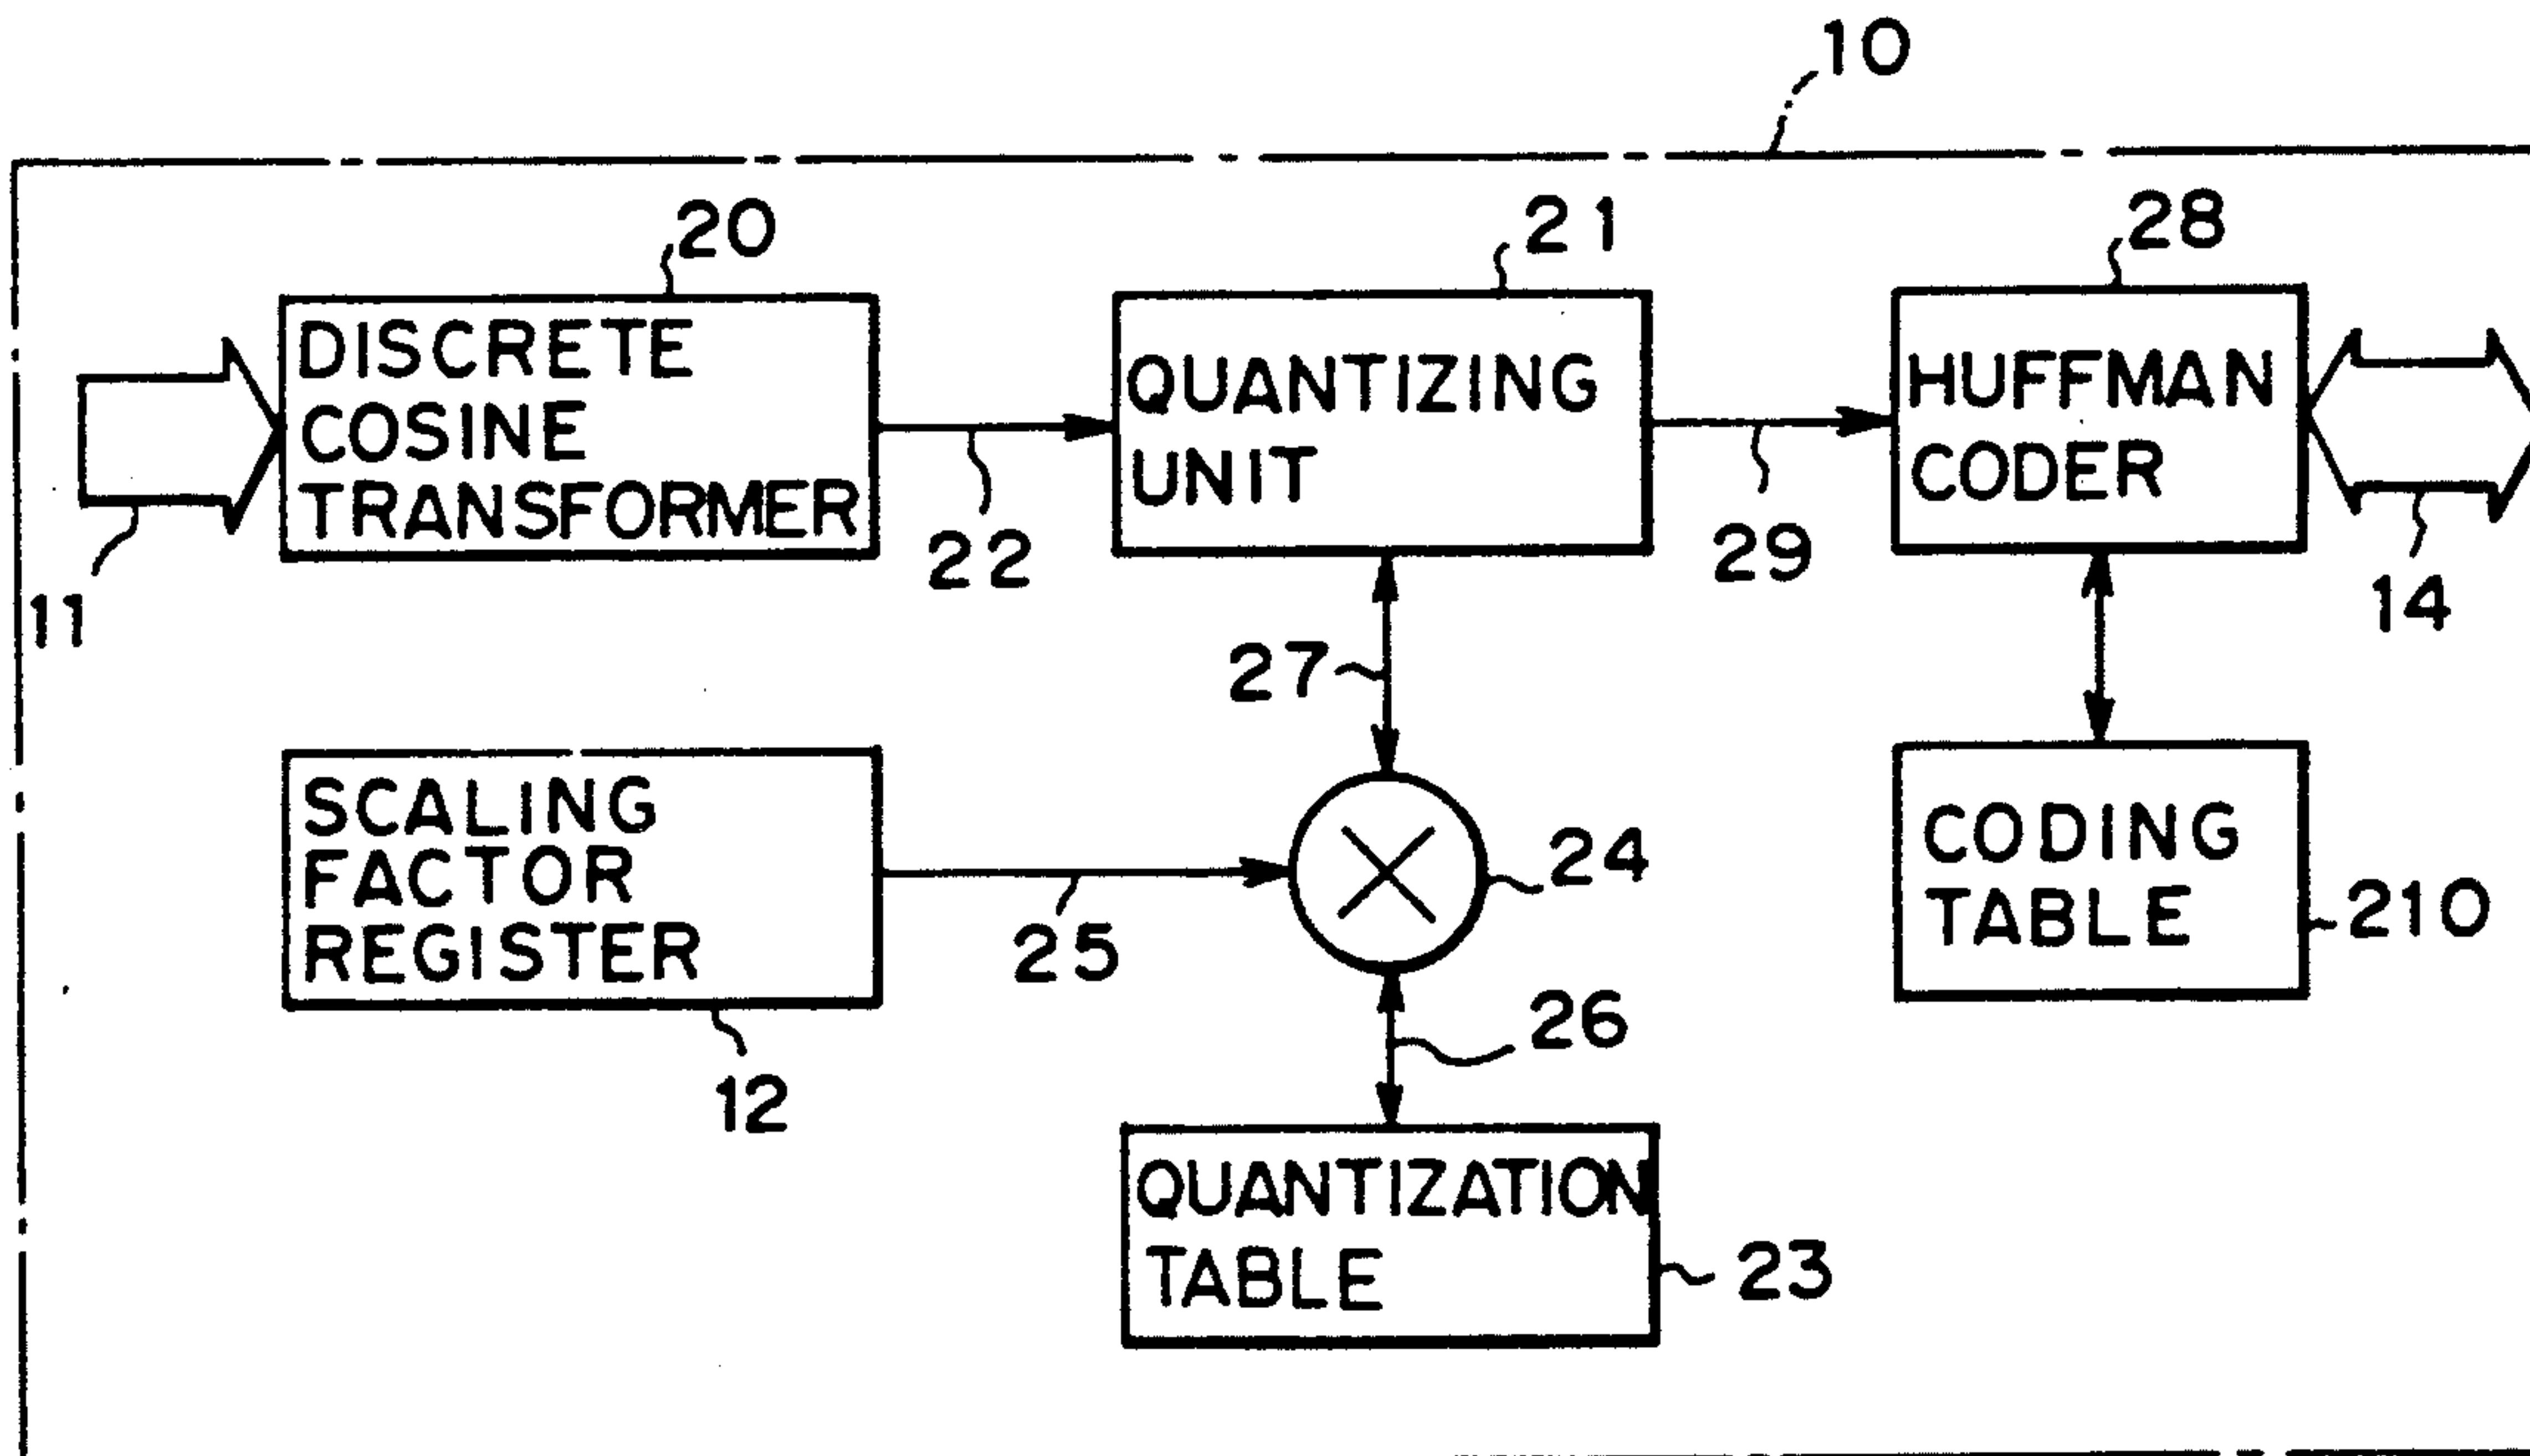 10
20
21
28
DISCRETE
COSINE
TRANSFORMER
QUANTIZING
UNIT
HUFFMAN
CODER
11
22
29
14
27
SCALING
FACTOR
REGISTER
24
CODING
TABLE
210
25
12
26
QUANTIZATION
TABLE
23